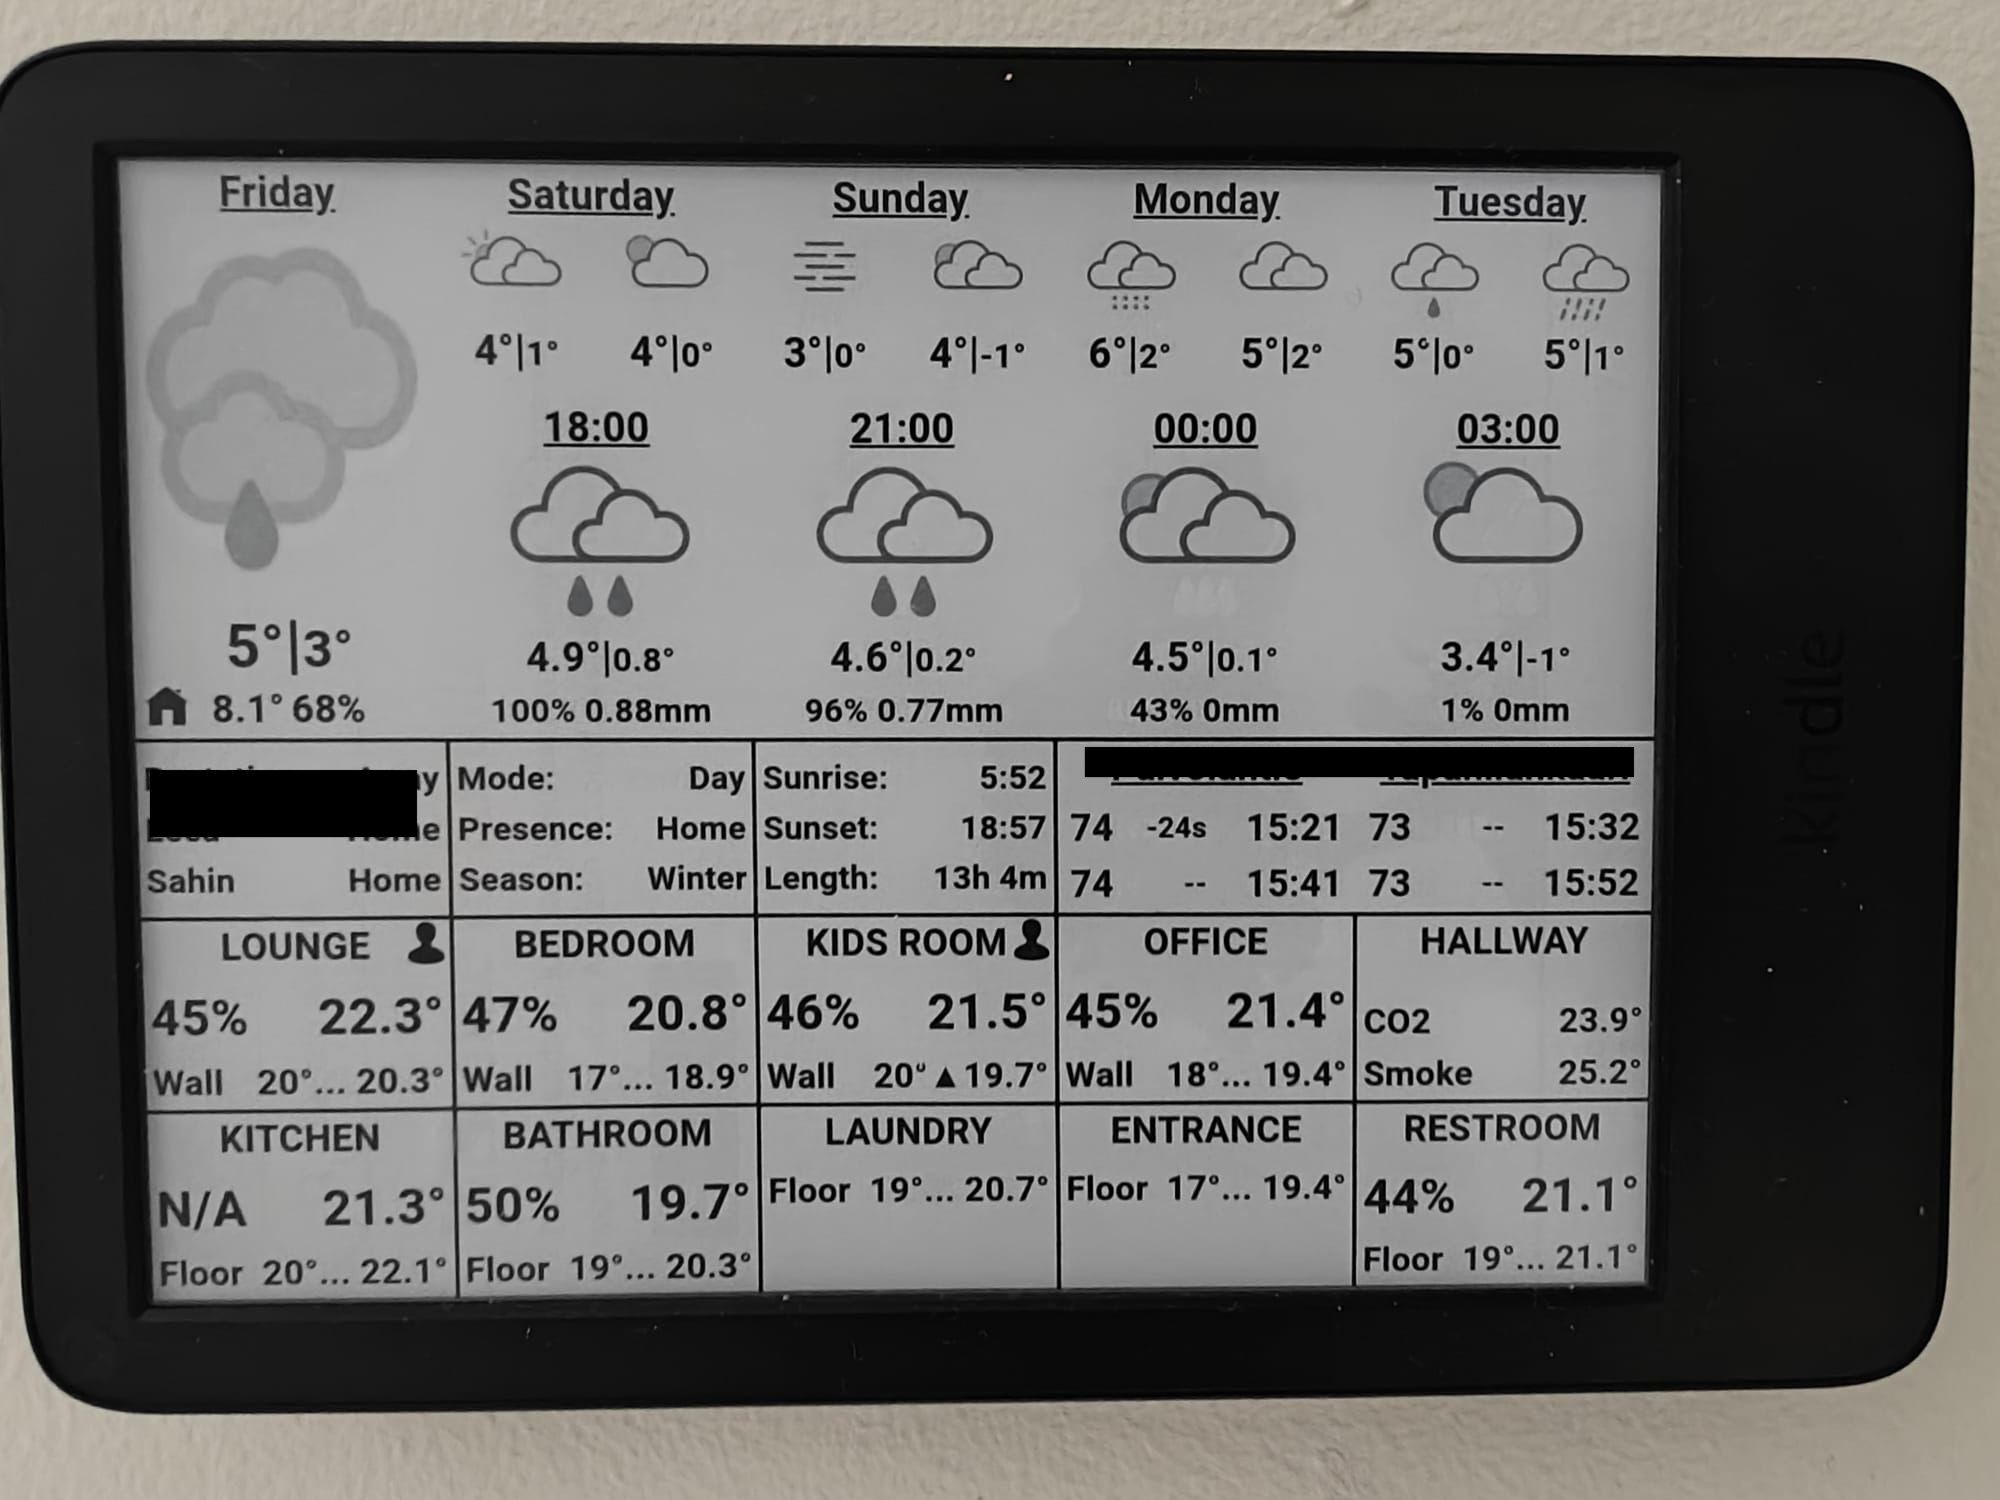 Friday Saturday Sunday Monday Tuesday
4°|1° 4°|0° 3°|0° 4°|-1° 6°|2° 5°|2° 5°|0° 5°|1°
18:00 21:00 00:00 03:00
5°|3° 4.9°|0.8° 4.6°|0.2° 4.5°|0.1° 3.4°|-1°
8.1° 68% 100% 0.88mm 96% 0.77mm 43% 0mm 1% 0mm
Mode: Day Sunrise: 5:52
Presence: Home Sunset: 18:57 74 -24s 15:21 73 -- 15:32
Sahin Home Season: Winter Length: 13h 4m 74 -- 15:41 73 -- 15:52
LOUNGE BEDROOM KIDS ROOM OFFICE HALLWAY
45% 22.3° 47% 20.8° 46% 21.5° 45% 21.4° CO2 23.9°
Wall 20°... 20.3° Wall 17°... 18.9° Wall 20°▲19.7° Wall 18°... 19.4° Smoke 25.2°
KITCHEN BATHROOM LAUNDRY ENTRANCE RESTROOM
N/A 21.3° 50% 19.7° Floor 19°... 20.7° Floor 17°... 19.4° 44% 21.1°
Floor 20°... 22.1° Floor 19°... 20.3° Floor 19°... 21.1°
kindle